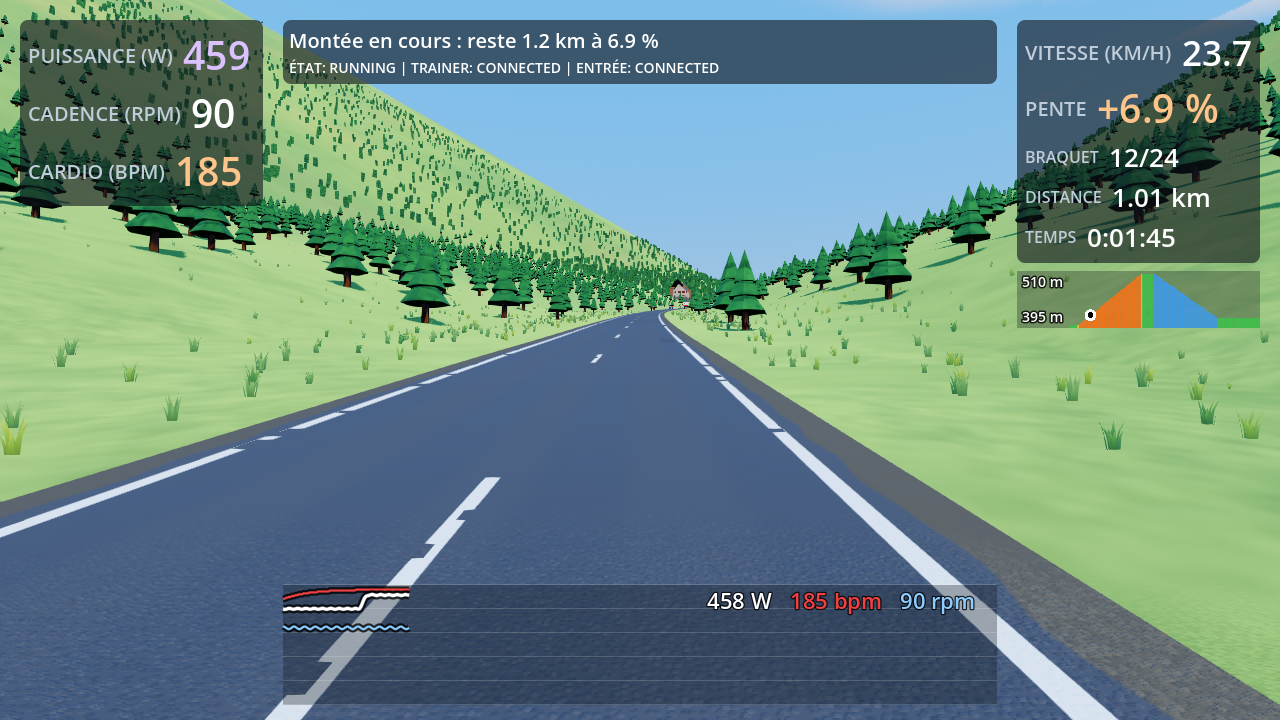 PUISSANCE (W) 459
CADENCE (RPM) 90
CARDIO (BPM) 185
Montée en cours : reste 1.2 km à 6.9 %
ÉTAT: RUNNING | TRAINER: CONNECTED | ENTRÉE: CONNECTED
VITESSE (KM/H) 23.7
PENTE +6.9 %
BRAQUET 12/24
DISTANCE 1.01 km
TEMPS 0:01:45
510 m
395 m
458 W 185 bpm 90 rpm